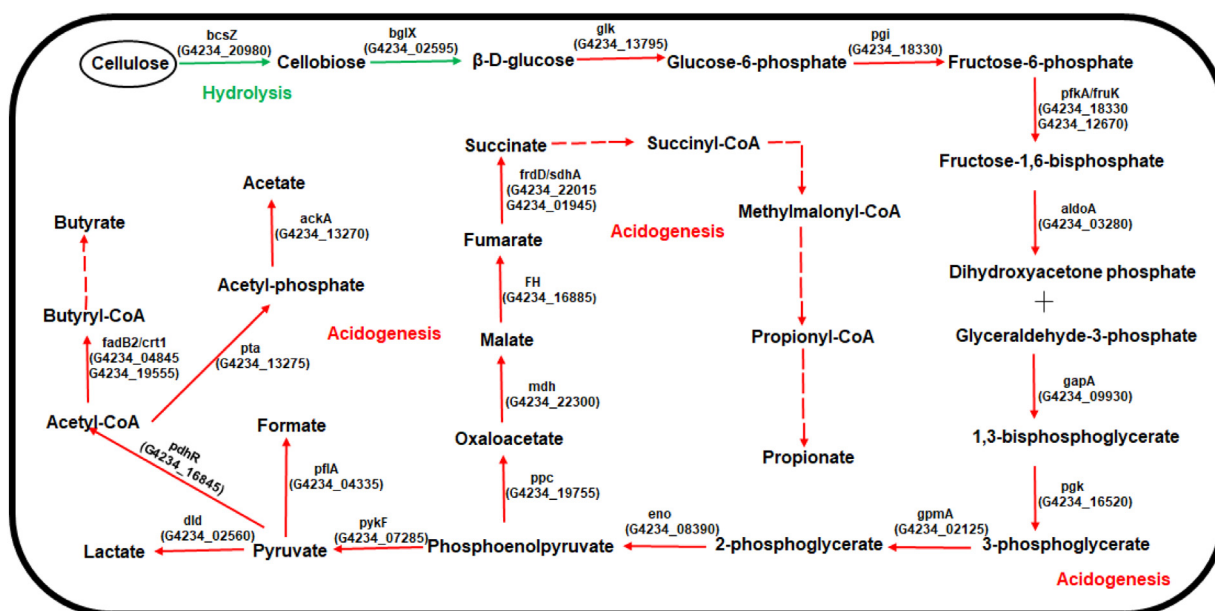 bcsZ
(G4234_20980)
bglX
(G4234_02595)
glk
(G4234_13795)
pgi
(G4234_18330)
Cellulose
Cellobiose
β-D-glucose
Glucose-6-phosphate
Fructose-6-phosphate
Hydrolysis
pfkA/fruK
(G4234_18330
G4234_12670)
Succinate
Succinyl-CoA
Fructose-1,6-bisphosphate
frdD/sdhA
(G4234_22015
G4234_01945)
Acetate
aldoA
(G4234_03280)
Butyrate
ackA
(G4234_13270)
Methylmalonyl-CoA
Fumarate
Acidogenesis
Dihydroxyacetone phosphate
+
Acetyl-phosphate
FH
(G4234_16885)
Butyryl-CoA
Acidogenesis
Malate
Propionyl-CoA
Glyceraldehyde-3-phosphate
fadB2/crt1
(G4234_04845
G4234_19555)
pta
(G4234_13275)
mdh
(G4234_22300)
gapA
(G4234_09930)
Acetyl-CoA
Formate
Oxaloacetate
1,3-bisphosphoglycerate
pdhR
(G4234_16845)
Propionate
pflA
(G4234_04335)
ppc
(G4234_19755)
pgk
(G4234_16520)
dld
(G4234_02560)
pykF
(G4234_07285)
eno
(G4234_08390)
gpmA
(G4234_02125)
Lactate
Pyruvate
Phosphoenolpyruvate
2-phosphoglycerate
3-phosphoglycerate
Acidogenesis